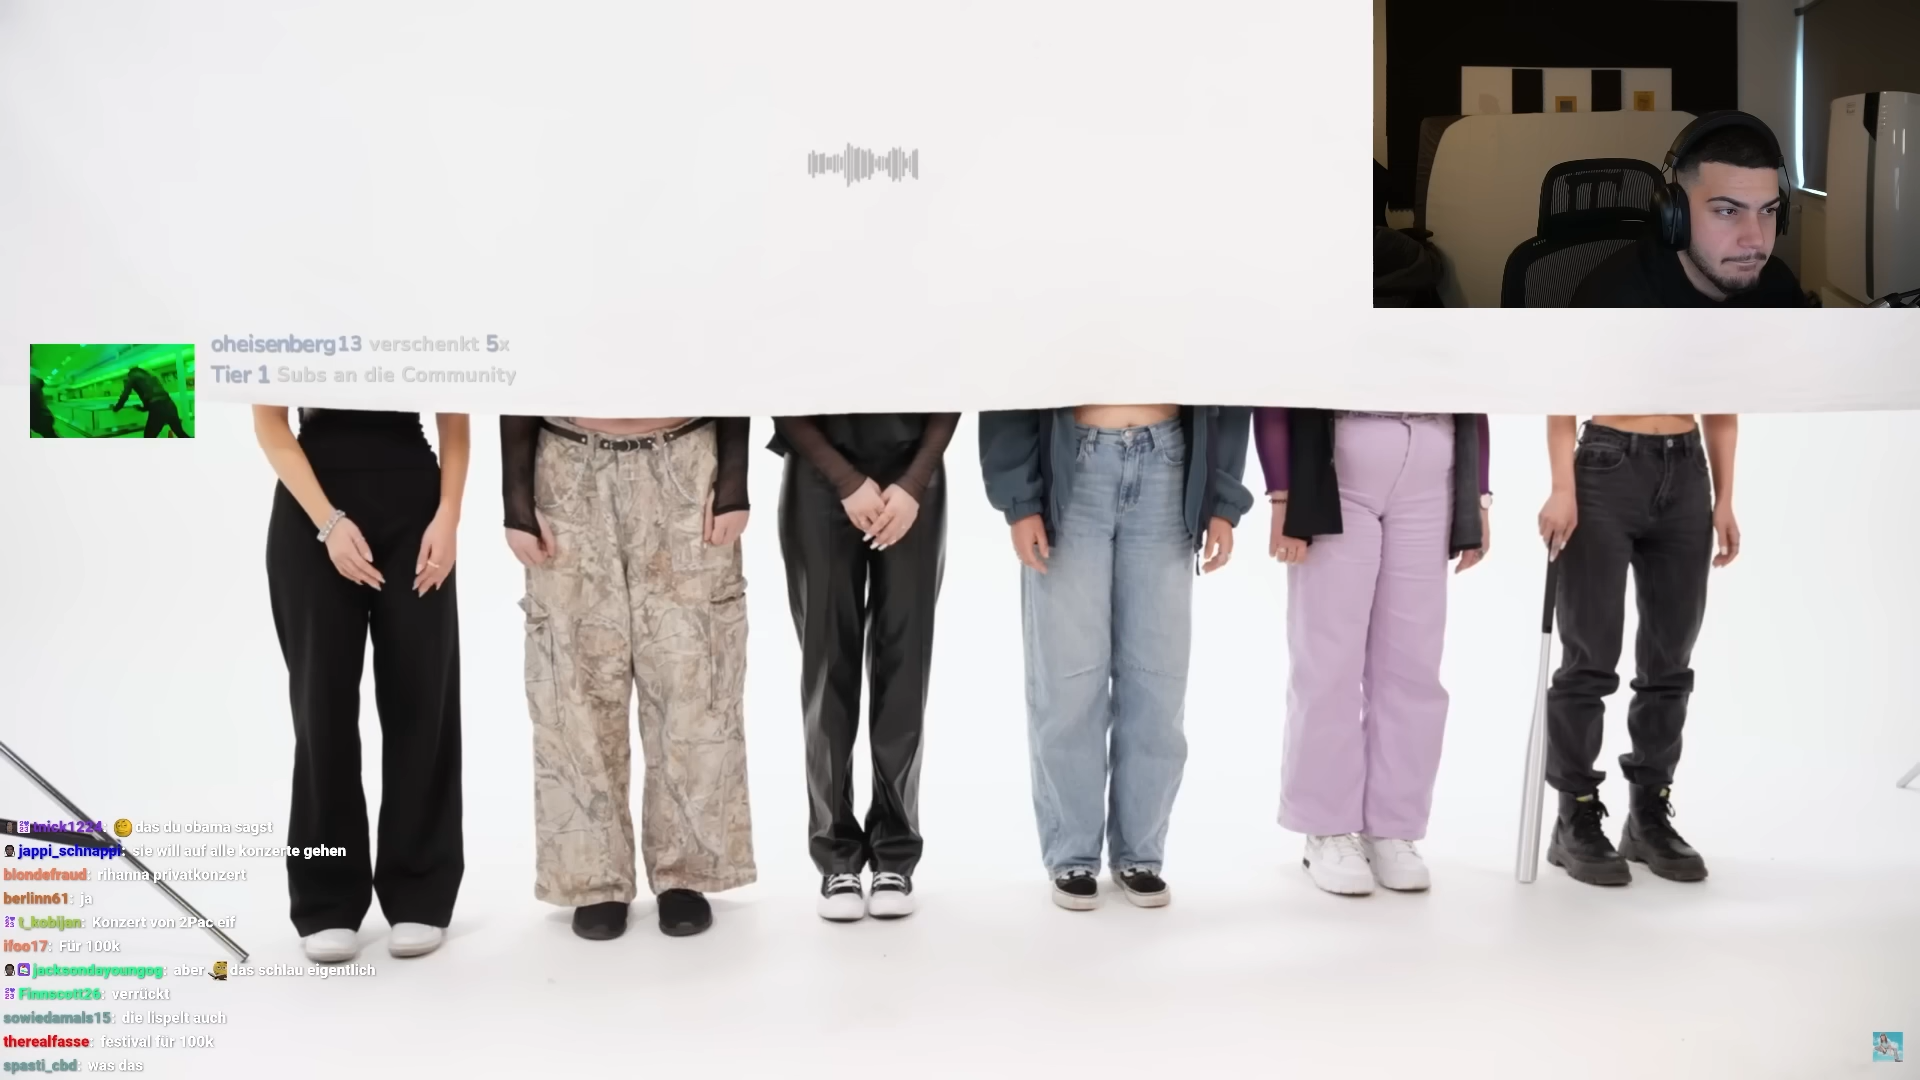 oheisenberg13 verschenkt 5x
Tier 1 Subs an die Community
tnick1224: das du obama sagst
jappi_schnappi: sie will auf alle konzerte gehen
blondefraud: rihanna privatkonzert
berlinn61: ja
t_kobijan: Konzert von 2Pac eif
ifoo17: Für 100k
jacksondayoungog: aber das schlau eigentlich
Finnscott26: verrückt
sowiedamals15: die lispelt auch
therealfasse: festival für 100k
spasti_cbd: was das